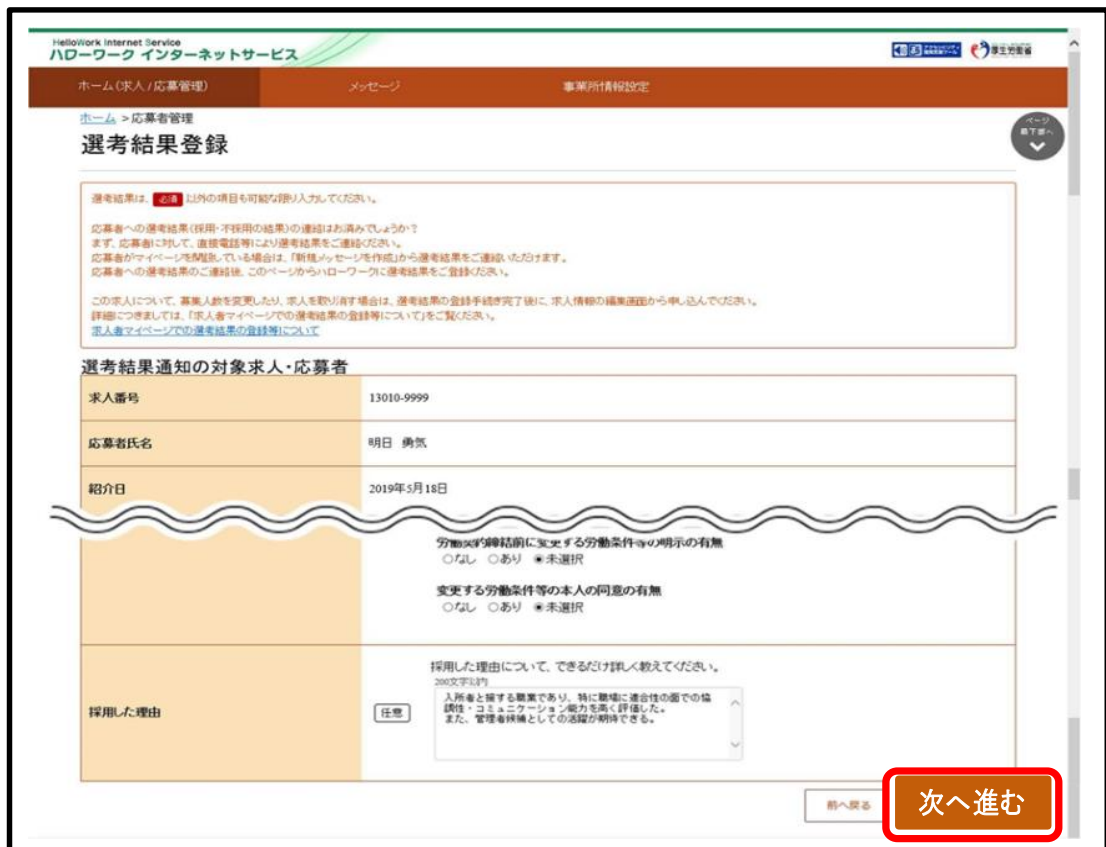 HelloWork Internet Service
ハローワーク インターネットサービス
厚生労働省
ホーム(求人/応募管理)
メッセージ
事業所情報設定
ホーム >応募者管理
ページ
最下部へ
選考結果登録
選考結果は、 必須 以外の項目も可能な限り入力してください。
応募者への選考結果(採用・不採用の結果)の連絡はお済みでしょうか?
まず、応募者に対して、直接電話等により選考結果をご連絡ください。
応募者がマイページを開設している場合は、「新規メッセージを作成」から選考結果をご連絡いただけます。
応募者への選考結果のご連絡後、このページからハローワークに選考結果をご登録ください。
この求人について、募集人数を変更したり、求人を取り消す場合は、選考結果の登録手続き完了後に、求人情報の編集画面から申し込んでください。
詳細につきましては、「求人者マイページでの選考結果の登録等について」をご覧ください。
求人者マイページでの選考結果の登録等について
選考結果通知の対象求人・応募者
求人番号
13010-9999
応募者氏名
明日 勇気
紹介日
2019年5月18日
労働契約締結前に変更する労働条件等の明示の有無
○なし ○あり ◉未選択
変更する労働条件等の本人の同意の有無
○なし ○あり ◉未選択
採用した理由について、できるだけ詳しく教えてください。
200文字以内
採用した理由
任意
入所者と接する職業であり、特に職場に適合性の面での協
調性・コミュニケーション能力を高く評価した。
また、管理者候補としての活躍が期待できる。
前へ戻る
次へ進む